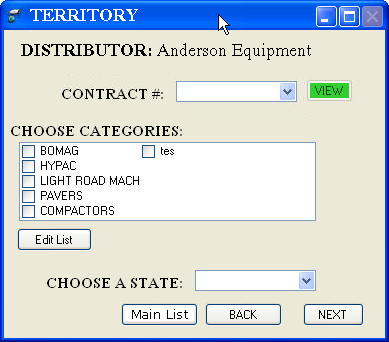 TERRITORY
DISTRIBUTOR: Anderson Equipment
CONTRACT #: VIEW
CHOOSE CATEGORIES:
BOMAG tes
HYPAC
LIGHT ROAD MACH
PAVERS
COMPACTORS
Edit List
CHOOSE A STATE:
Main List BACK NEXT